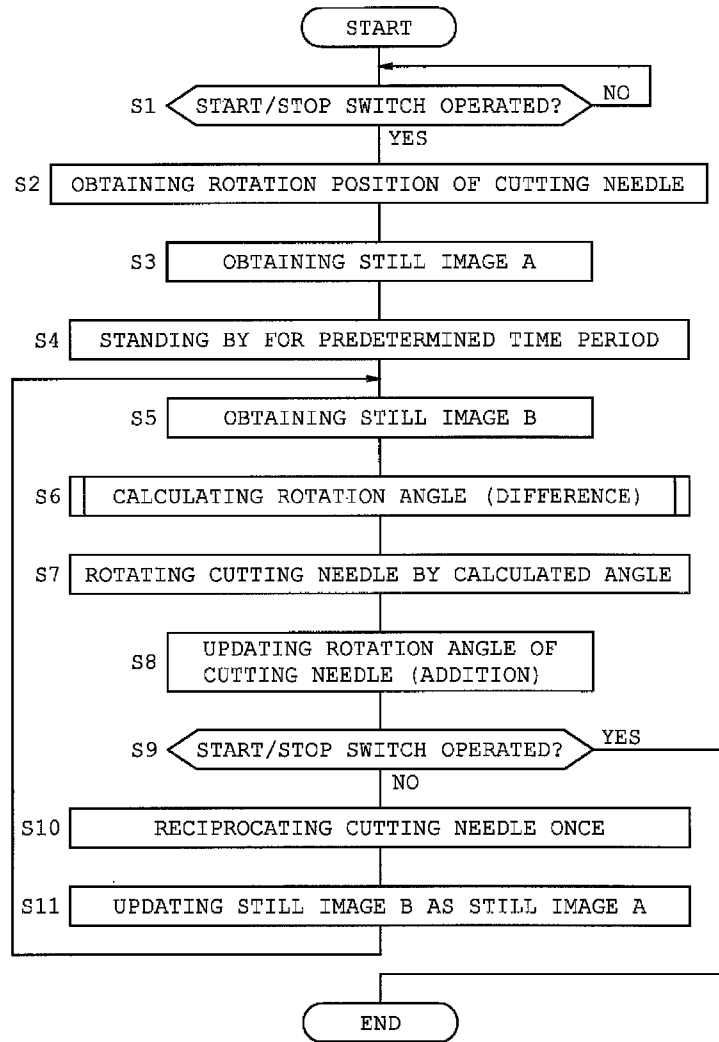 START
S1 START/STOP SWITCH OPERATED? NO
YES
S2 OBTAINING ROTATION POSITION OF CUTTING NEEDLE
S3 OBTAINING STILL IMAGE A
S4 STANDING BY FOR PREDETERMINED TIME PERIOD
S5 OBTAINING STILL IMAGE B
S6 CALCULATING ROTATION ANGLE (DIFFERENCE)
S7 ROTATING CUTTING NEEDLE BY CALCULATED ANGLE
S8 UPDATING ROTATION ANGLE OF
CUTTING NEEDLE (ADDITION)
S9 START/STOP SWITCH OPERATED? YES
NO
S10 RECIPROCATING CUTTING NEEDLE ONCE
S11 UPDATING STILL IMAGE B AS STILL IMAGE A
END